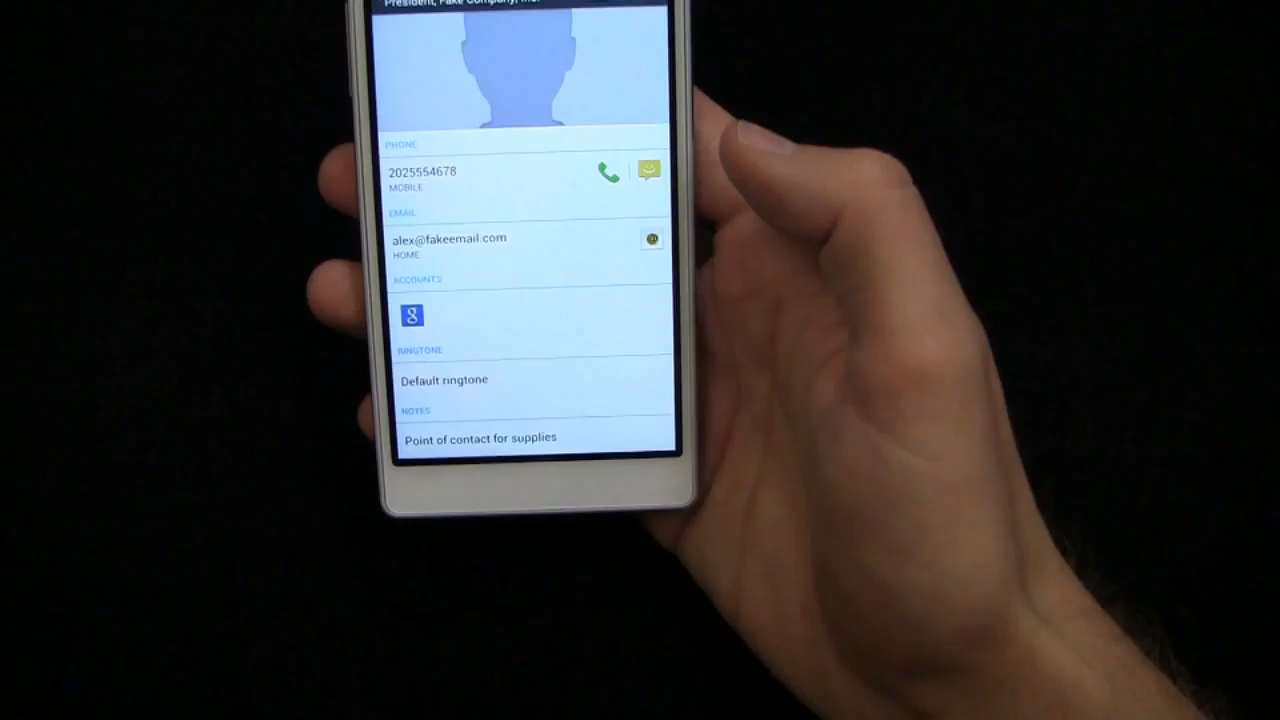 President, Fake Company, Inc.
PHONE
2025554678
MOBILE
EMAIL
alex@fakeemail.com
HOME
ACCOUNTS
g
RINGTONE
Default ringtone
NOTES
Point of contact for supplies